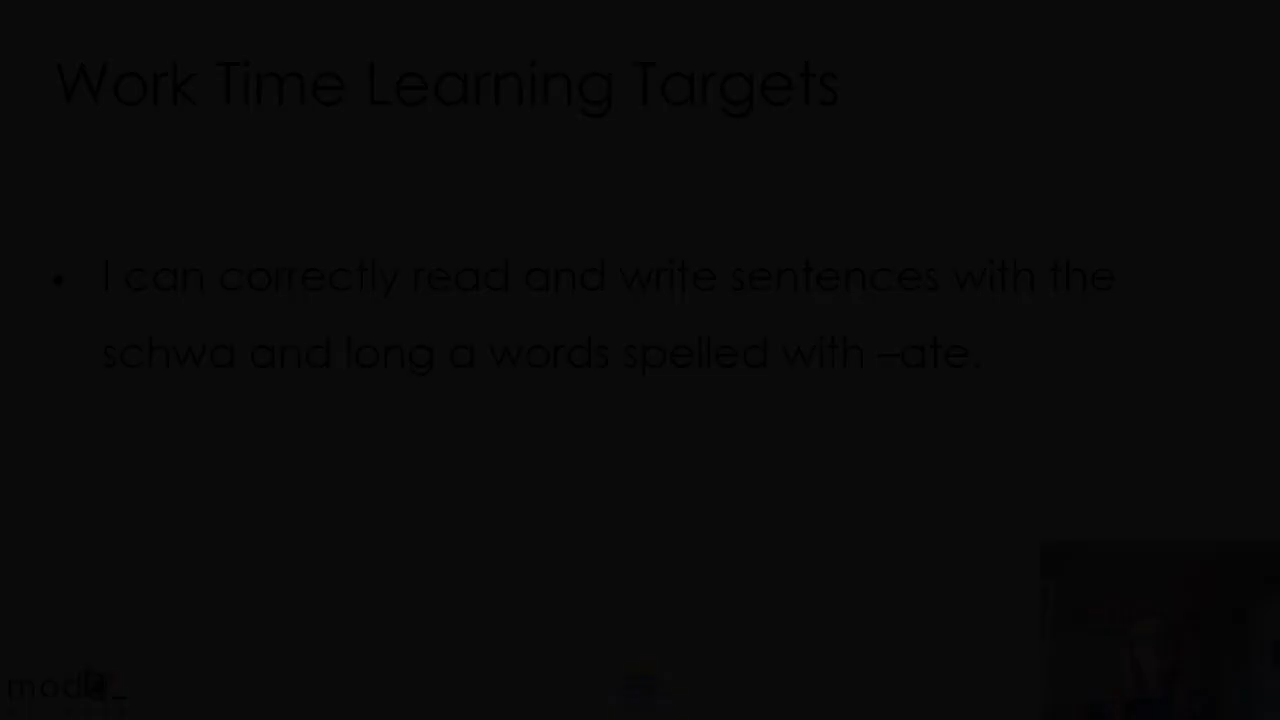 Work Time Learning Targets
• I can correctly read and write sentences with the
schwa and long a words spelled with –ate.